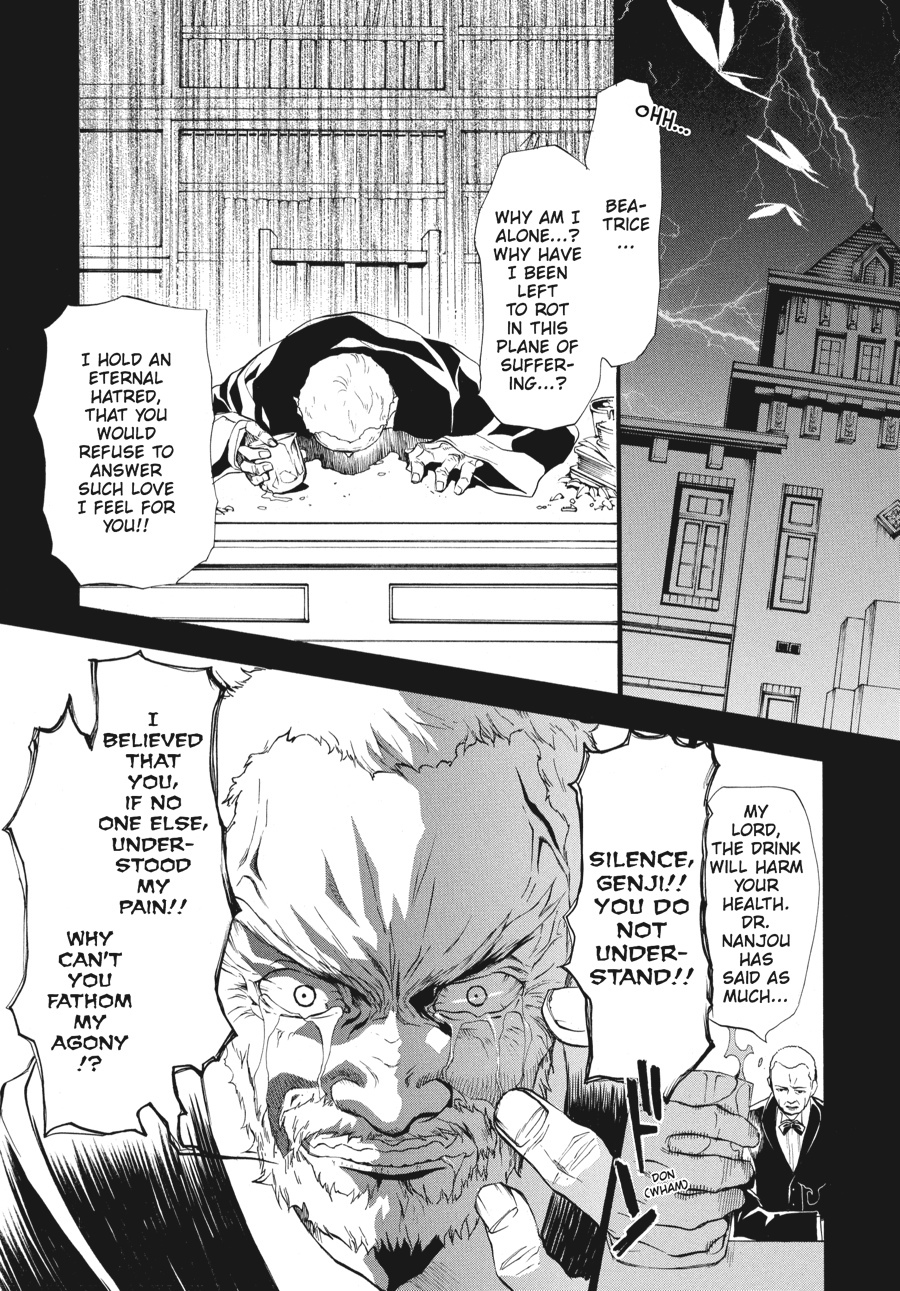 OHH...
BEA-
TRICE
...
WHY AM I
ALONE...?
WHY HAVE
I BEEN
LEFT
TO ROT
IN THIS
PLANE OF
SUFFER-
ING...?
I HOLD AN
ETERNAL
HATRED,
THAT YOU
WOULD
REFUSE TO
ANSWER
SUCH LOVE
I FEEL FOR
YOU!!
MY
LORD,
THE DRINK
WILL HARM
YOUR
HEALTH.
DR.
NANJOU
HAS
SAID AS
MUCH...
DON
(WHAM)
SILENCE,
GENJI!!
YOU DO
NOT
UNDER-
STAND!!
I
BELIEVED
THAT
YOU,
IF NO
ONE ELSE,
UNDER-
STOOD
MY
PAIN!!
WHY
CAN'T
YOU
FATHOM
MY
AGONY
!?